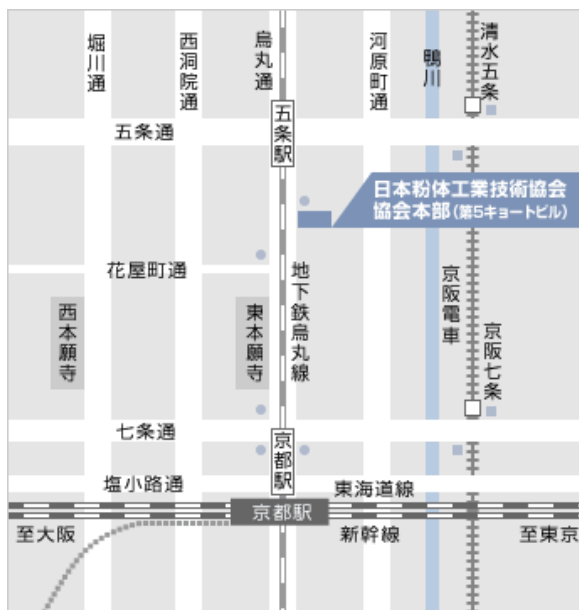 堀川通
西洞院通
烏丸通
河原町通
鴨川
清水五条
五条通
五条駅
日本粉体工業技術協会
協会本部(第5キョートビル)
花屋町通
地下鉄烏丸線
京阪電車
西本願寺
東本願寺
京阪七条
七条通
京都駅
塩小路通
東海道線
京都駅
至大阪
新幹線
至東京